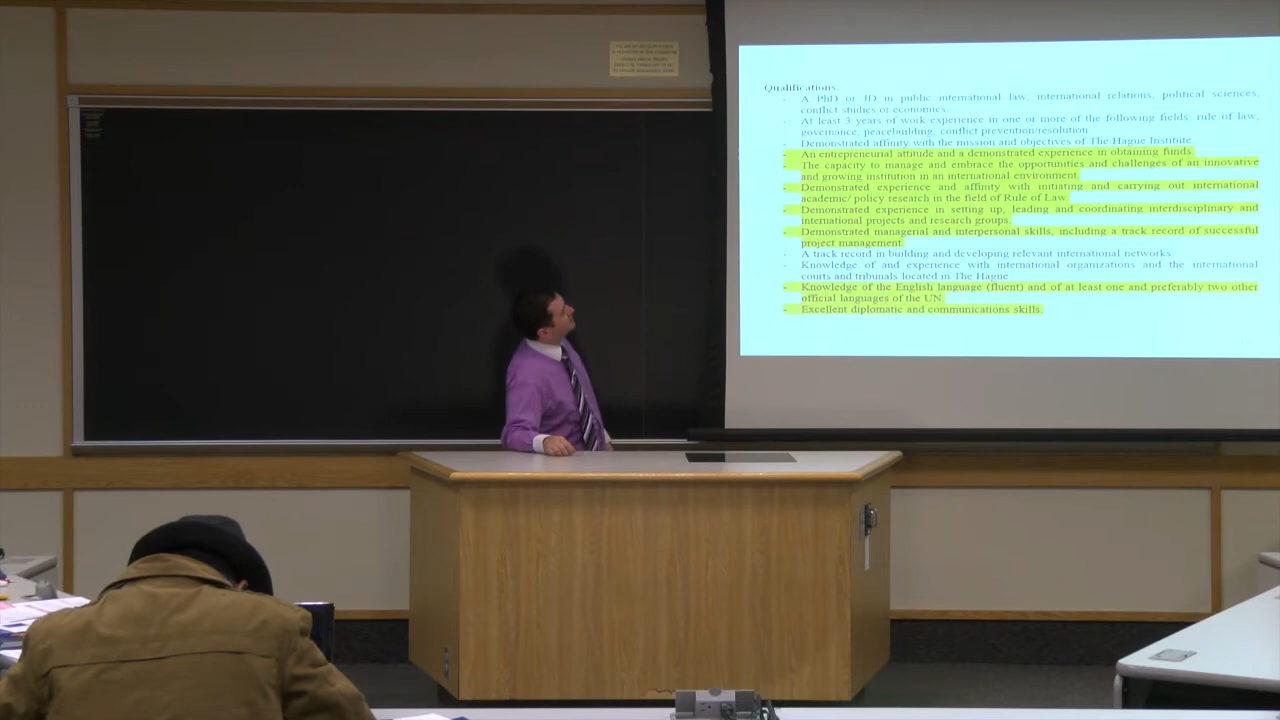 Qualifications:
- A PhD or JD in public international law, international relations, political sciences,
conflict studies or economics
- At least 3 years of work experience in one or more of the following fields: rule of law,
governance, peacebuilding, conflict prevention/resolution
- Demonstrated affinity with the mission and objectives of The Hague Institute
- An entrepreneurial attitude and a demonstrated experience in obtaining funds.
- The capacity to manage and embrace the opportunities and challenges of an innovative
and growing institution in an international environment.
- Demonstrated experience and affinity with initiating and carrying out international
academic/ policy research in the field of Rule of Law.
- Demonstrated experience in setting up, leading and coordinating interdisciplinary and
international projects and research groups.
- Demonstrated managerial and interpersonal skills, including a track record of successful
project management.
- A track record in building and developing relevant international networks
- Knowledge of and experience with international organizations and the international
courts and tribunals located in The Hague
- Knowledge of the English language (fluent) and of at least one and preferably two other
official languages of the UN.
- Excellent diplomatic and communications skills.